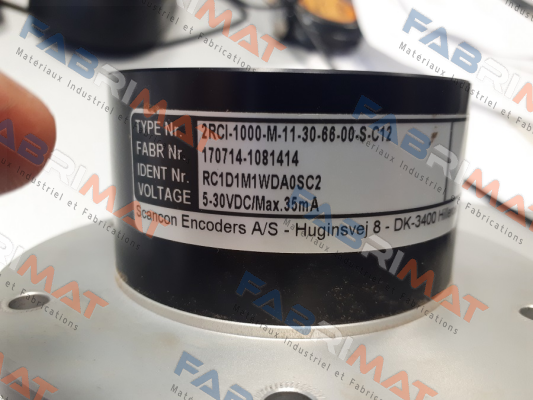 TYPE Nr. 2RCI-1000-M-11-30-66-00-S-C12
FABR Nr. 170714-1081414
IDENT Nr. RC1D1M1WDA0SC2
VOLTAGE 5-30VDC/Max.35mA
Scancon Encoders A/S - Huginsvej 8 - DK-3400
FABRIMAT
Materiaux Industriel et Fabrications